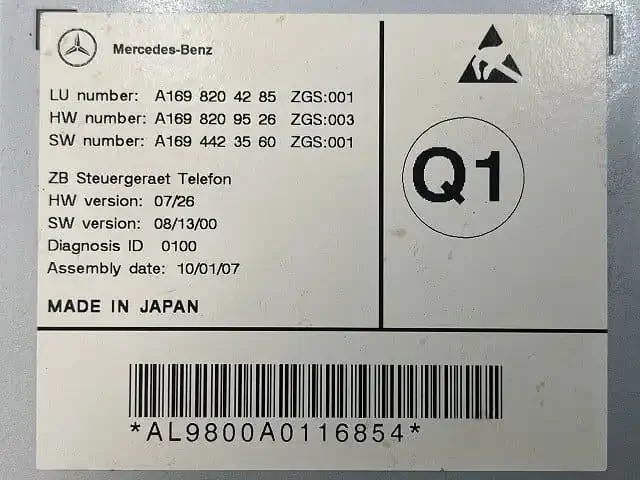 Mercedes-Benz
LU number: A169 820 42 85 ZGS:001
HW number: A169 820 95 26 ZGS:003
SW number: A169 442 35 60 ZGS:001
ZB Steuergeraet Telefon
HW version: 07/26
SW version: 08/13/00
Diagnosis ID 0100
Assembly date: 10/01/07
MADE IN JAPAN
Q1
*AL9800A0116854*